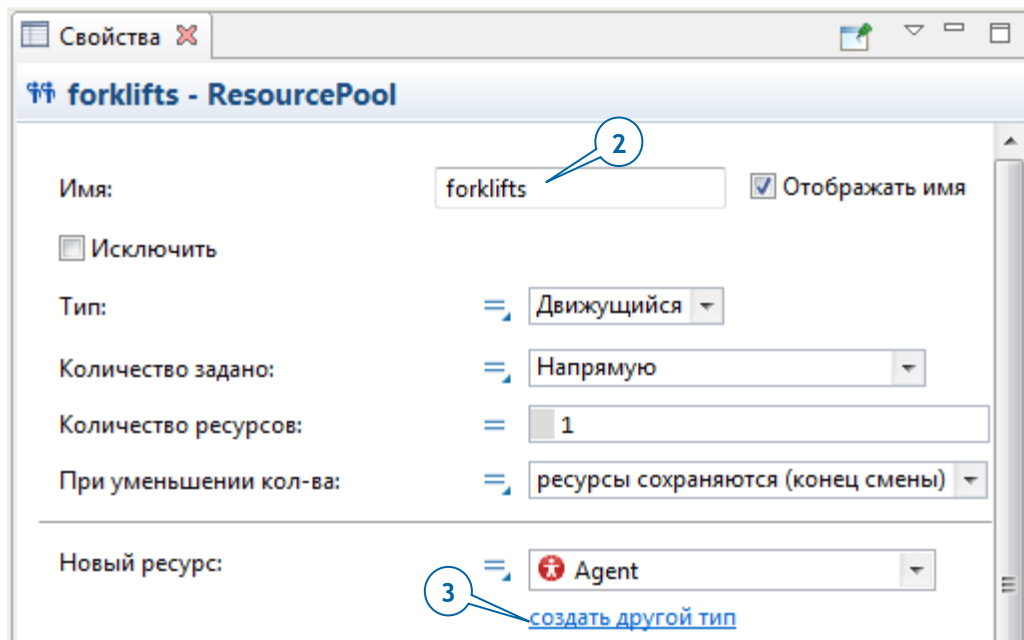 Свойства
forklifts - ResourcePool
2
Имя: forklifts Отображать имя
Исключить
Тип: Движущийся
Количество задано: Напрямую
Количество ресурсов: 1
При уменьшении кол-ва: ресурсы сохраняются (конец смены)
Новый ресурс: Agent
3
создать другой тип